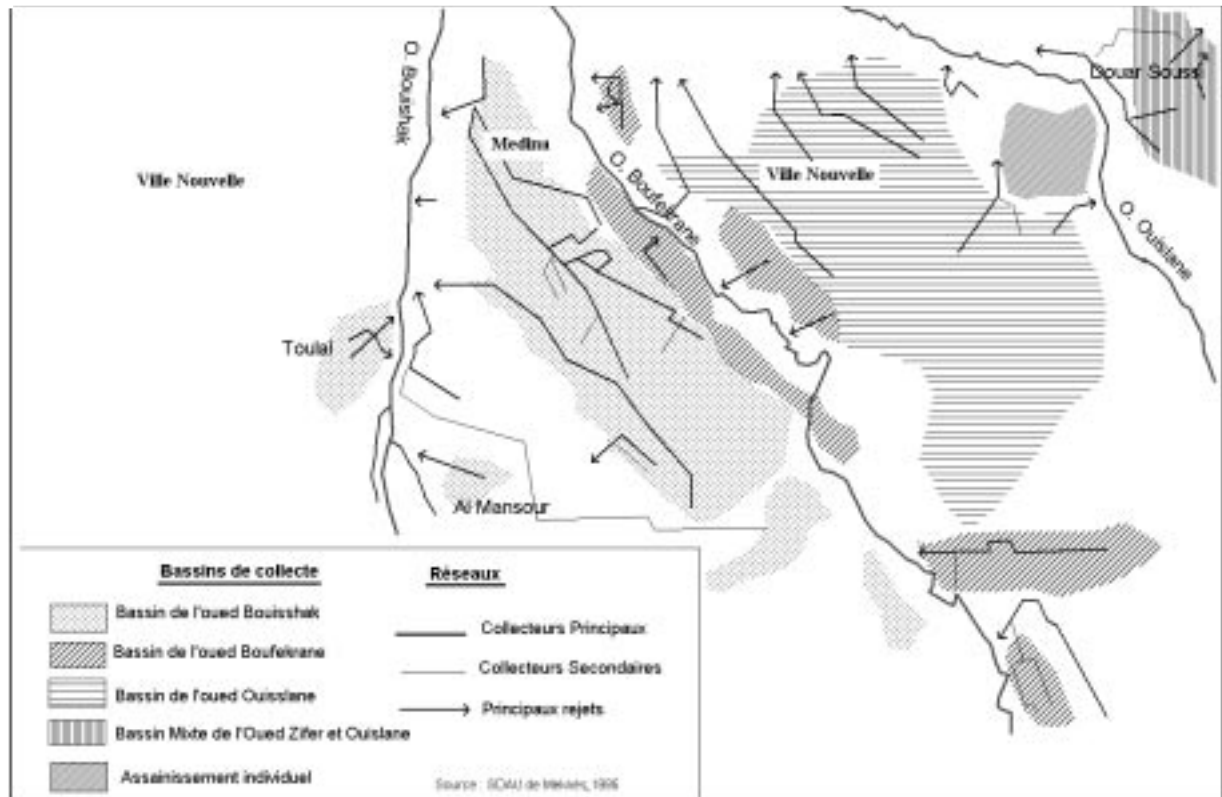 O. Bouishak
Douar Souss
Medina
Ville Nouvelle
O. Boufekrane
Ville Nouvelle
O. Ouislane
Toulal
Al Mansour
Bassins de collecte
Réseaux
Bassin de l'oued Bouisshak
Collecteurs Principaux
Bassin de l'oued Boufekrane
Collecteurs Secondaires
Bassin de l'oued Ouisslane
Principaux rejets
Bassin Mixte de l'Oued Zifer et Ouislane
Assainissement individuel
Source : SDAU de Meknès, 1995